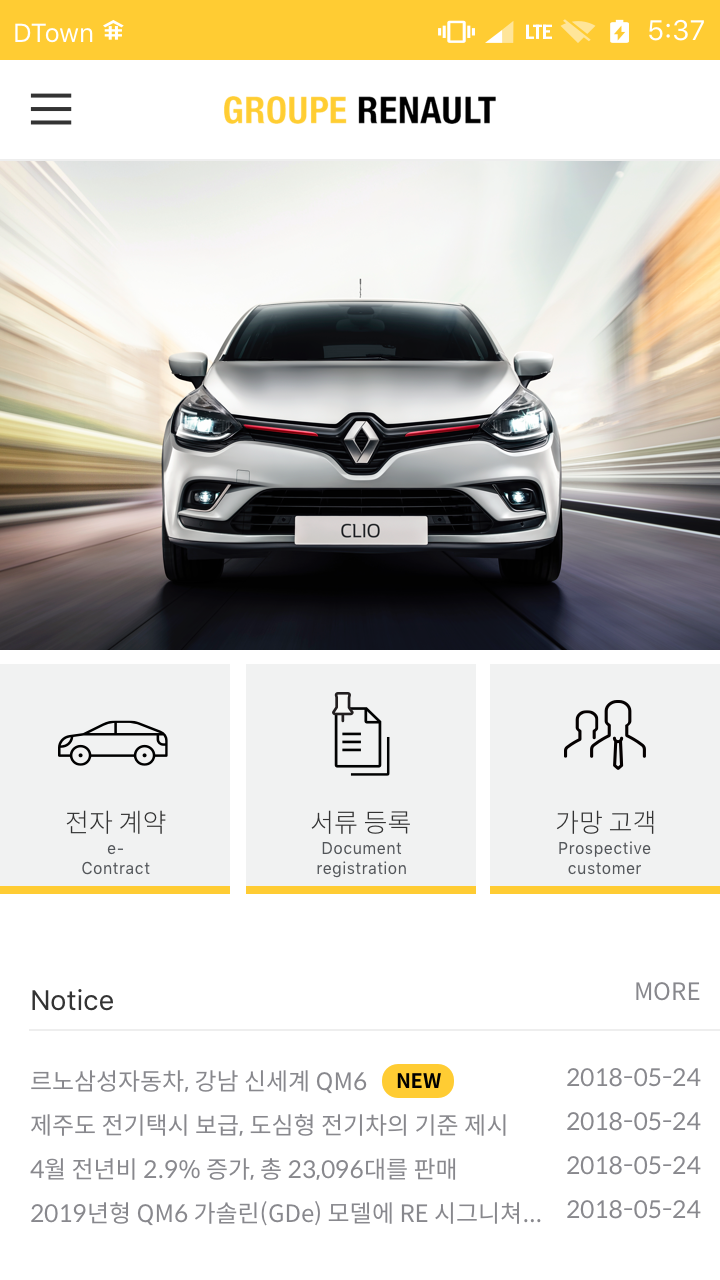 DTown
LTE
5:37
GROUPE RENAULT
CLIO
전자 계약
e-
Contract
서류 등록
Document
registration
가망 고객
Prospective
customer
Notice
MORE
르노삼성자동차, 강남 신세계 QM6 NEW 2018-05-24
제주도 전기택시 보급, 도심형 전기차의 기준 제시 2018-05-24
4월 전년비 2.9% 증가, 총 23,096대를 판매 2018-05-24
2019년형 QM6 가솔린(GDe) 모델에 RE 시그니쳐... 2018-05-24